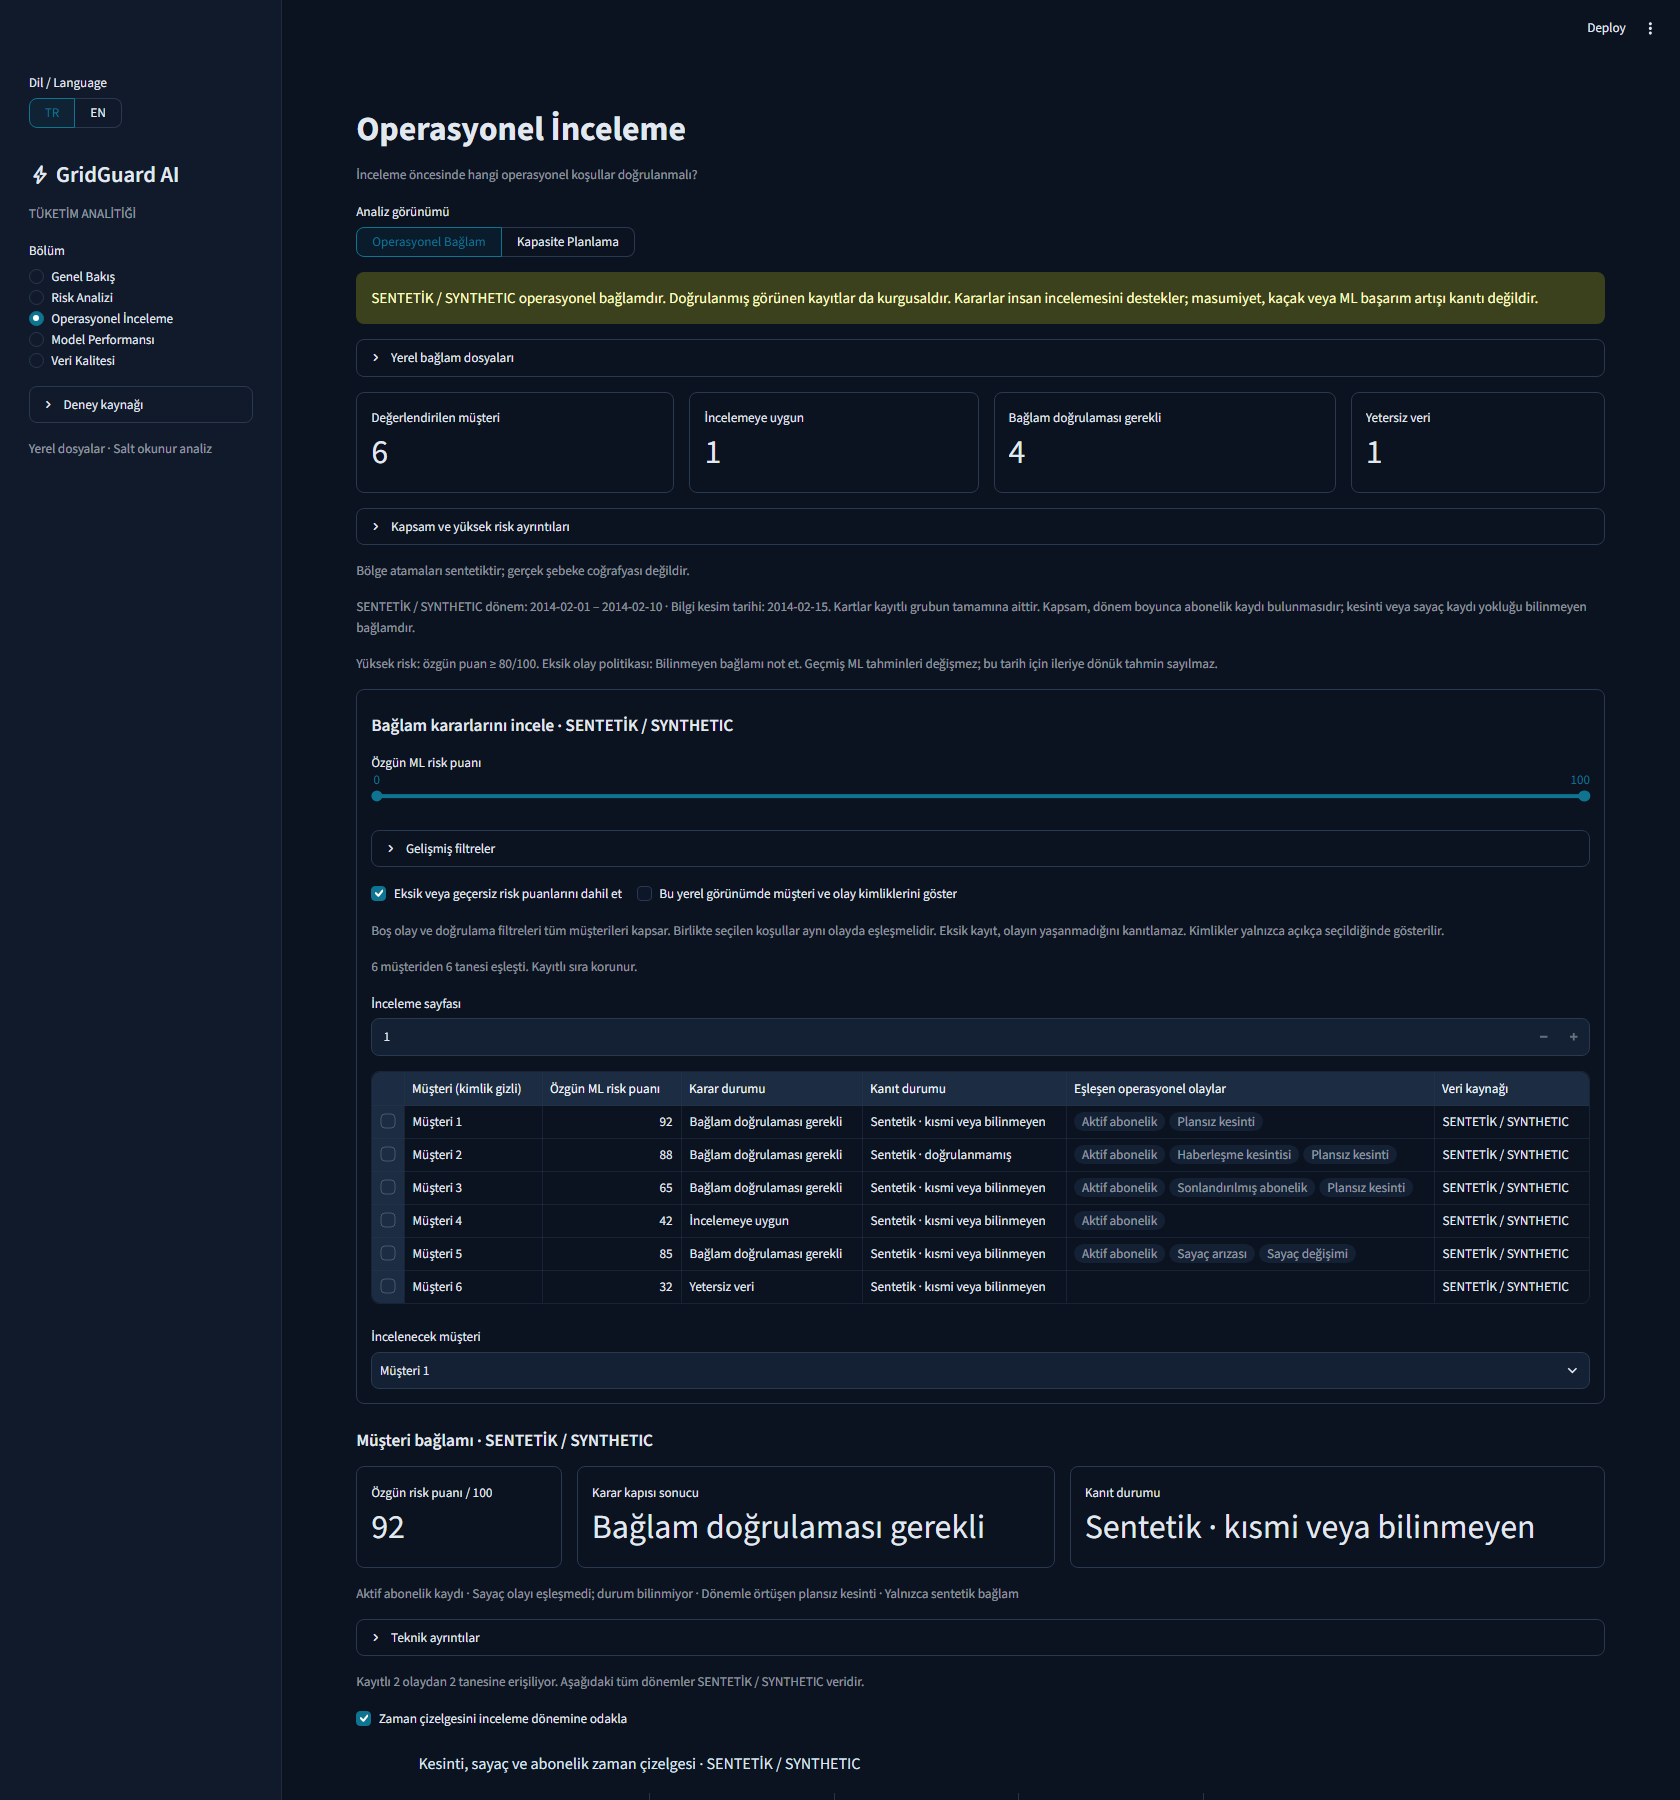 Deploy
Dil / Language
TR EN
GridGuard AI
TÜKETİM ANALİTİĞİ
Bölüm
Genel Bakış
Risk Analizi
Operasyonel İnceleme
Model Performansı
Veri Kalitesi
Deney kaynağı
Yerel dosyalar · Salt okunur analiz
Operasyonel İnceleme
İnceleme öncesinde hangi operasyonel koşullar doğrulanmalı?
Analiz görünümü
Operasyonel Bağlam Kapasite Planlama
SENTETİK / SYNTHETIC operasyonel bağlamdır. Doğrulanmış görünen kayıtlar da kurgusaldır. Kararlar insan incelemesini destekler; masumiyet, kaçak veya ML başarım artışı kanıtı değildir.
Yerel bağlam dosyaları
Değerlendirilen müşteri İncelemeye uygun Bağlam doğrulaması gerekli Yetersiz veri
6 1 4 1
Kapsam ve yüksek risk ayrıntıları
Bölge atamaları sentetiktir; gerçek şebeke coğrafyası değildir.
SENTETİK / SYNTHETIC dönem: 2014-02-01 – 2014-02-10 · Bilgi kesim tarihi: 2014-02-15. Kartlar kayıtlı grubun tamamına aittir. Kapsam, dönem boyunca abonelik kaydı bulunmasıdır; kesinti veya sayaç kaydı yokluğu bilinmeyen
bağlamdır.
Yüksek risk: özgün puan ≥ 80/100. Eksik olay politikası: Bilinmeyen bağlamı not et. Geçmiş ML tahminleri değişmez; bu tarih için ileriye dönük tahmin sayılmaz.
Bağlam kararlarını incele · SENTETİK / SYNTHETIC
Özgün ML risk puanı
0 100
Gelişmiş filtreler
Eksik veya geçersiz risk puanlarını dahil et Bu yerel görünümde müşteri ve olay kimliklerini göster
Boş olay ve doğrulama filtreleri tüm müşterileri kapsar. Birlikte seçilen koşullar aynı olayda eşleşmelidir. Eksik kayıt, olayın yaşanmadığını kanıtlamaz. Kimlikler yalnızca açıkça seçildiğinde gösterilir.
6 müşteriden 6 tanesi eşleşti. Kayıtlı sıra korunur.
İnceleme sayfası
1
Müşteri (kimlik gizli) Özgün ML risk puanı Karar durumu Kanıt durumu Eşleşen operasyonel olaylar Veri kaynağı
Müşteri 1 92 Bağlam doğrulaması gerekli Sentetik · kısmi veya bilinmeyen Aktif abonelik Plansız kesinti SENTETİK / SYNTHETIC
Müşteri 2 88 Bağlam doğrulaması gerekli Sentetik · doğrulanmamış Aktif abonelik Haberleşme kesintisi Plansız kesinti SENTETİK / SYNTHETIC
Müşteri 3 65 Bağlam doğrulaması gerekli Sentetik · kısmi veya bilinmeyen Aktif abonelik Sonlandırılmış abonelik Plansız kesinti SENTETİK / SYNTHETIC
Müşteri 4 42 İncelemeye uygun Sentetik · kısmi veya bilinmeyen Aktif abonelik SENTETİK / SYNTHETIC
Müşteri 5 85 Bağlam doğrulaması gerekli Sentetik · kısmi veya bilinmeyen Aktif abonelik Sayaç arızası Sayaç değişimi SENTETİK / SYNTHETIC
Müşteri 6 32 Yetersiz veri Sentetik · kısmi veya bilinmeyen SENTETİK / SYNTHETIC
İncelenecek müşteri
Müşteri 1
Müşteri bağlamı · SENTETİK / SYNTHETIC
Özgün risk puanı / 100 Karar kapısı sonucu Kanıt durumu
92 Bağlam doğrulaması gerekli Sentetik · kısmi veya bilinmeyen
Aktif abonelik kaydı · Sayaç olayı eşleşmedi; durum bilinmiyor · Dönemle örtüşen plansız kesinti · Yalnızca sentetik bağlam
Teknik ayrıntılar
Kayıtlı 2 olaydan 2 tanesine erişiliyor. Aşağıdaki tüm dönemler SENTETİK / SYNTHETIC veridir.
Zaman çizelgesini inceleme dönemine odakla
Kesinti, sayaç ve abonelik zaman çizelgesi · SENTETİK / SYNTHETIC